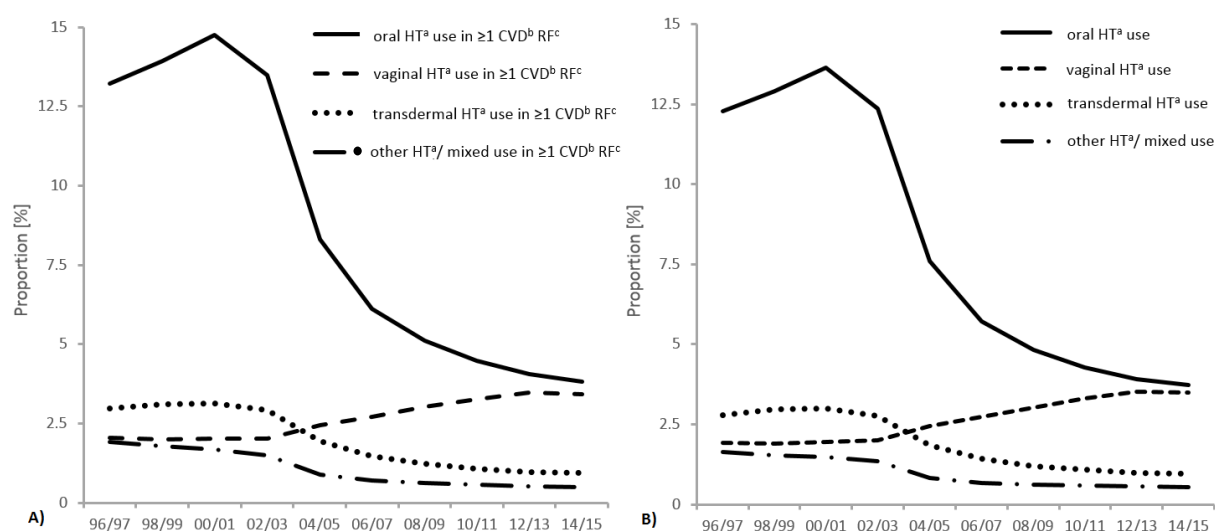 15
12.5
10
7.5
5
2.5
0
Proportion [%]
oral HTᵃ use in ≥1 CVDᵇ RFᶜ
vaginal HTᵃ use in ≥1 CVDᵇ RFᶜ
transdermal HTᵃ use in ≥1 CVDᵇ RFᶜ
other HTᵃ/ mixed use in ≥1 CVDᵇ RFᶜ
A)
96/97 98/99 00/01 02/03 04/05 06/07 08/09 10/11 12/13 14/15
15
12.5
10
7.5
5
2.5
0
Proportion [%]
oral HTᵃ use
vaginal HTᵃ use
transdermal HTᵃ use
other HTᵃ/ mixed use
B)
96/97 98/99 00/01 02/03 04/05 06/07 08/09 10/11 12/13 14/15